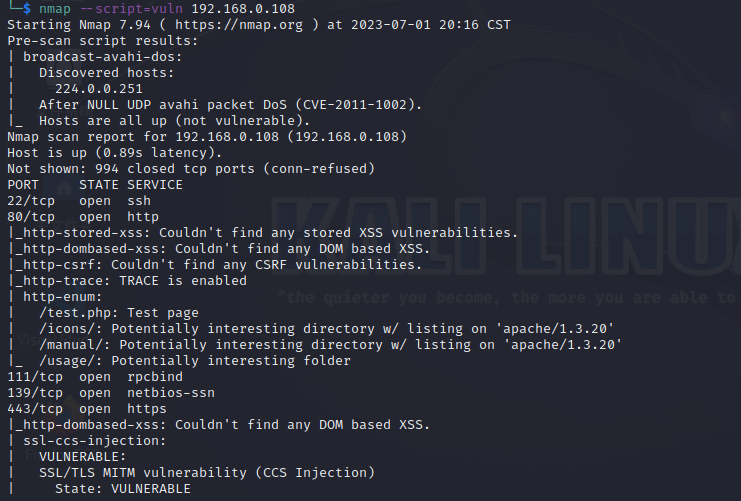 └─$ nmap --script=vuln 192.168.0.108
Starting Nmap 7.94 ( https://nmap.org ) at 2023-07-01 20:16 CST
Pre-scan script results:
| broadcast-avahi-dos:
|   Discovered hosts:
|     224.0.0.251
|   After NULL UDP avahi packet DoS (CVE-2011-1002).
|_  Hosts are all up (not vulnerable).
Nmap scan report for 192.168.0.108 (192.168.0.108)
Host is up (0.89s latency).
Not shown: 994 closed tcp ports (conn-refused)
PORT     STATE SERVICE
22/tcp   open  ssh
80/tcp   open  http
|_http-stored-xss: Couldn't find any stored XSS vulnerabilities.
|_http-dombased-xss: Couldn't find any DOM based XSS.
|_http-csrf: Couldn't find any CSRF vulnerabilities.
|_http-trace: TRACE is enabled
| http-enum:
|   /test.php: Test page
|   /icons/: Potentially interesting directory w/ listing on 'apache/1.3.20'
|   /manual/: Potentially interesting directory w/ listing on 'apache/1.3.20'
|_  /usage/: Potentially interesting folder
111/tcp  open  rpcbind
139/tcp  open  netbios-ssn
443/tcp  open  https
|_http-dombased-xss: Couldn't find any DOM based XSS.
| ssl-ccs-injection:
|   VULNERABLE:
|   SSL/TLS MITM vulnerability (CCS Injection)
|     State: VULNERABLE
KALI LINU
"the quieter you become, the more you are able to